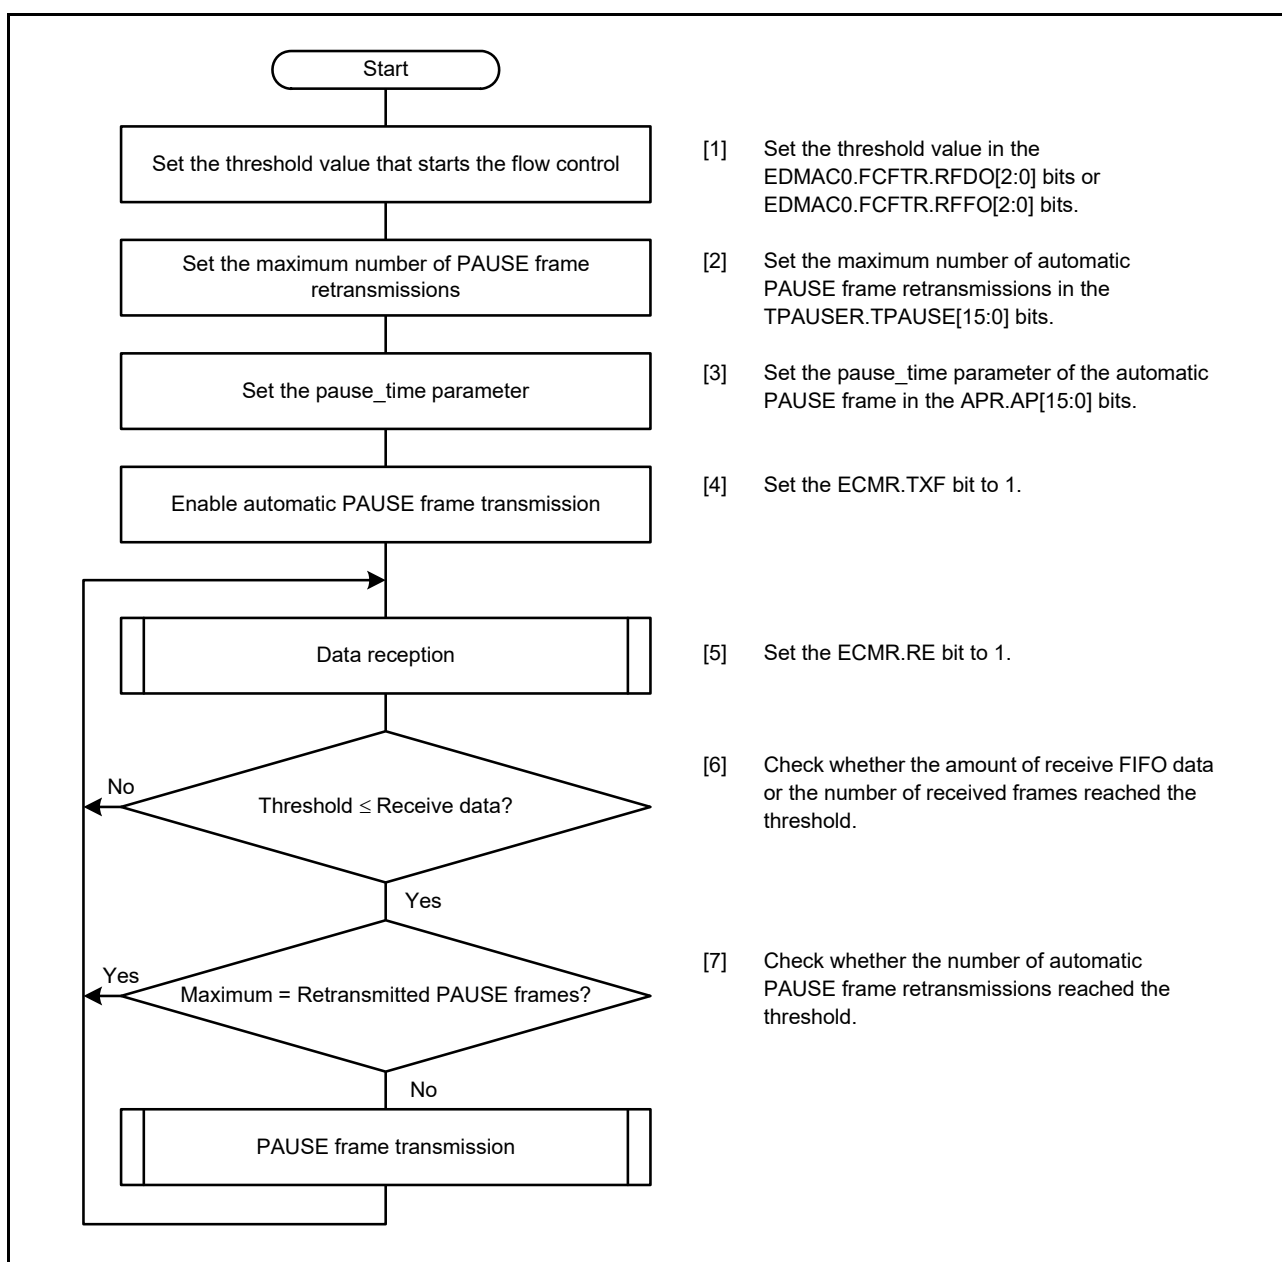 Start
Set the threshold value that starts the flow control
[1] Set the threshold value in the
EDMAC0.FCFTR.RFDO[2:0] bits or
EDMAC0.FCFTR.RFFO[2:0] bits.
Set the maximum number of PAUSE frame
retransmissions
[2] Set the maximum number of automatic
PAUSE frame retransmissions in the
TPAUSER.TPAUSE[15:0] bits.
Set the pause_time parameter
[3] Set the pause_time parameter of the automatic
PAUSE frame in the APR.AP[15:0] bits.
Enable automatic PAUSE frame transmission
[4] Set the ECMR.TXF bit to 1.
Data reception
[5] Set the ECMR.RE bit to 1.
No
Threshold ≤ Receive data?
[6] Check whether the amount of receive FIFO data
or the number of received frames reached the
threshold.
Yes
Yes
Maximum = Retransmitted PAUSE frames?
[7] Check whether the number of automatic
PAUSE frame retransmissions reached the
threshold.
No
PAUSE frame transmission